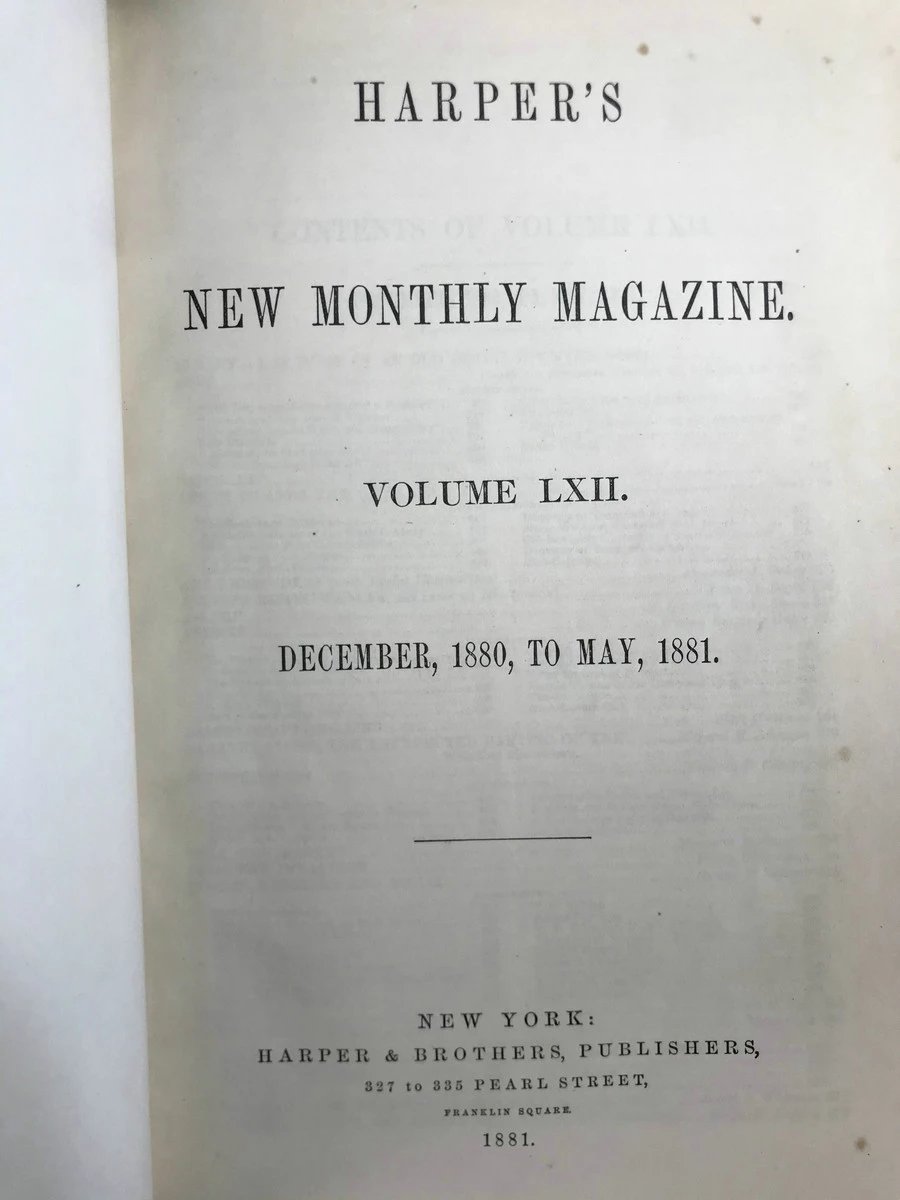 HARPER'S
NEW MONTHLY MAGAZINE.
VOLUME LXII.
DECEMBER, 1880, TO MAY, 1881.
NEW YORK:
HARPER & BROTHERS, PUBLISHERS,
327 to 335 PEARL STREET,
FRANKLIN SQUARE.
1881.